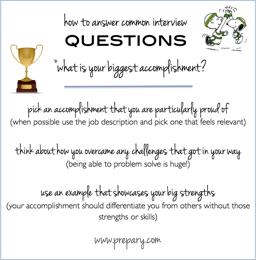 how to answer common interview
QUESTIONS
*what is your biggest accomplishment?
pick an accomplishment that you are particularly proud of
(when possible use the job description and pick one that feels relevant)
think about how you overcame any challenges that got in your way
(being able to problem solve is huge!)
use an example that showcases your big strengths
(your accomplishment should differentiate you from others without those
strengths or skills)
www.prepary.com